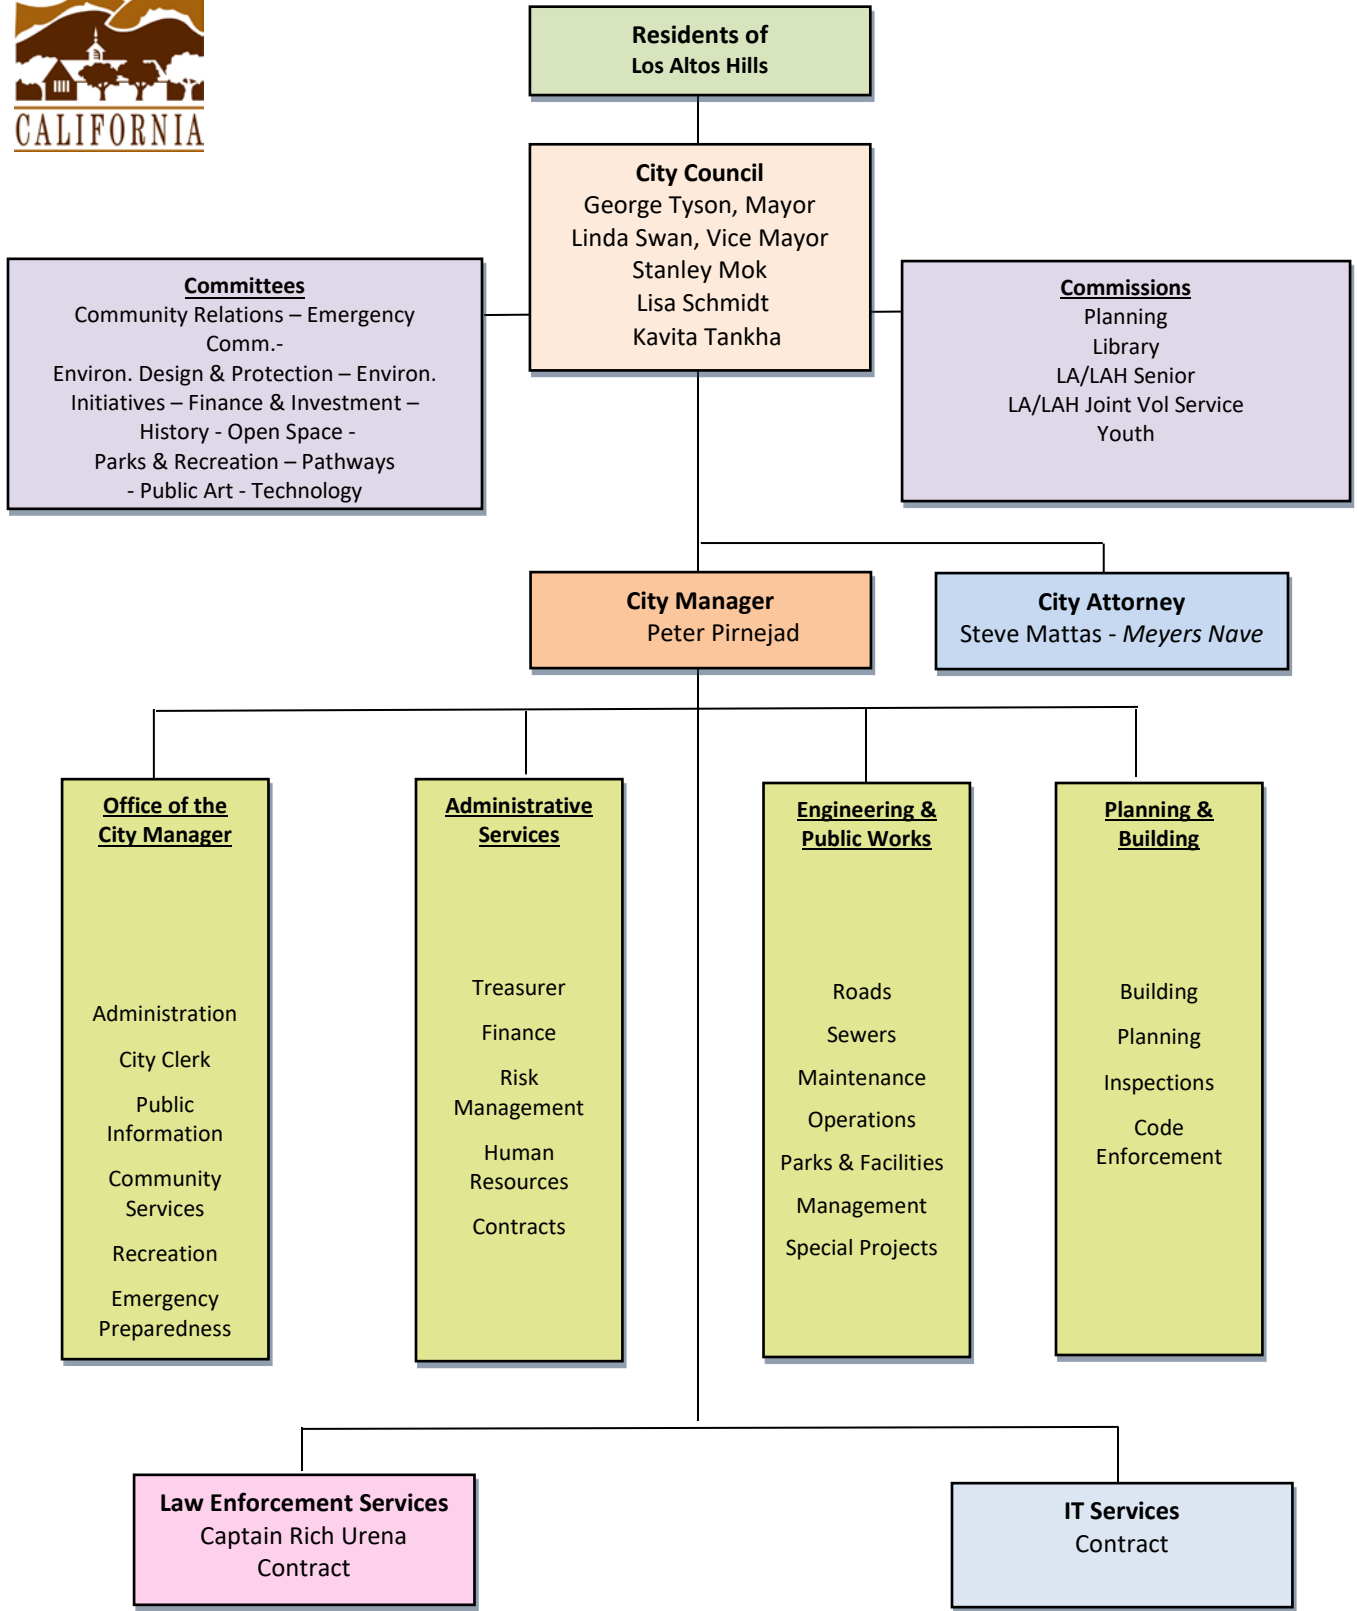 CALIFORNIA
Residents of
Los Altos Hills
City Council
George Tyson, Mayor
Linda Swan, Vice Mayor
Stanley Mok
Lisa Schmidt
Kavita Tankha
Committees
Community Relations – Emergency
Comm.-
Environ. Design & Protection – Environ.
Initiatives – Finance & Investment –
History - Open Space -
Parks & Recreation – Pathways
- Public Art - Technology
Commissions
Planning
Library
LA/LAH Senior
LA/LAH Joint Vol Service
Youth
City Manager
Peter Pirnejad
City Attorney
Steve Mattas - Meyers Nave
Office of the
City Manager
Administration
City Clerk
Public
Information
Community
Services
Recreation
Emergency
Preparedness
Administrative
Services
Treasurer
Finance
Risk
Management
Human
Resources
Contracts
Engineering &
Public Works
Roads
Sewers
Maintenance
Operations
Parks & Facilities
Management
Special Projects
Planning &
Building
Building
Planning
Inspections
Code
Enforcement
Law Enforcement Services
Captain Rich Urena
Contract
IT Services
Contract